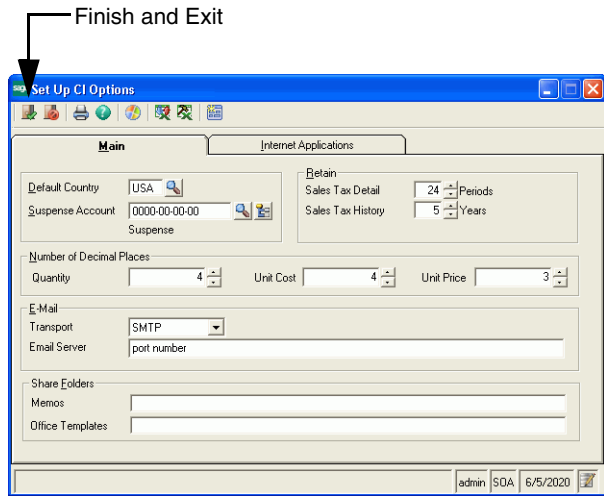 Finish and Exit
sage Set Up CI Options
Main Internet Applications
Default Country USA
Suspense Account 0000-00-00-00
Suspense
Retain
Sales Tax Detail 24 Periods
Sales Tax History 5 Years
Number of Decimal Places
Quantity 4 Unit Cost 4 Unit Price 3
E-Mail
Transport SMTP
Email Server port number
Share Folders
Memos
Office Templates
admin SOA 6/5/2020